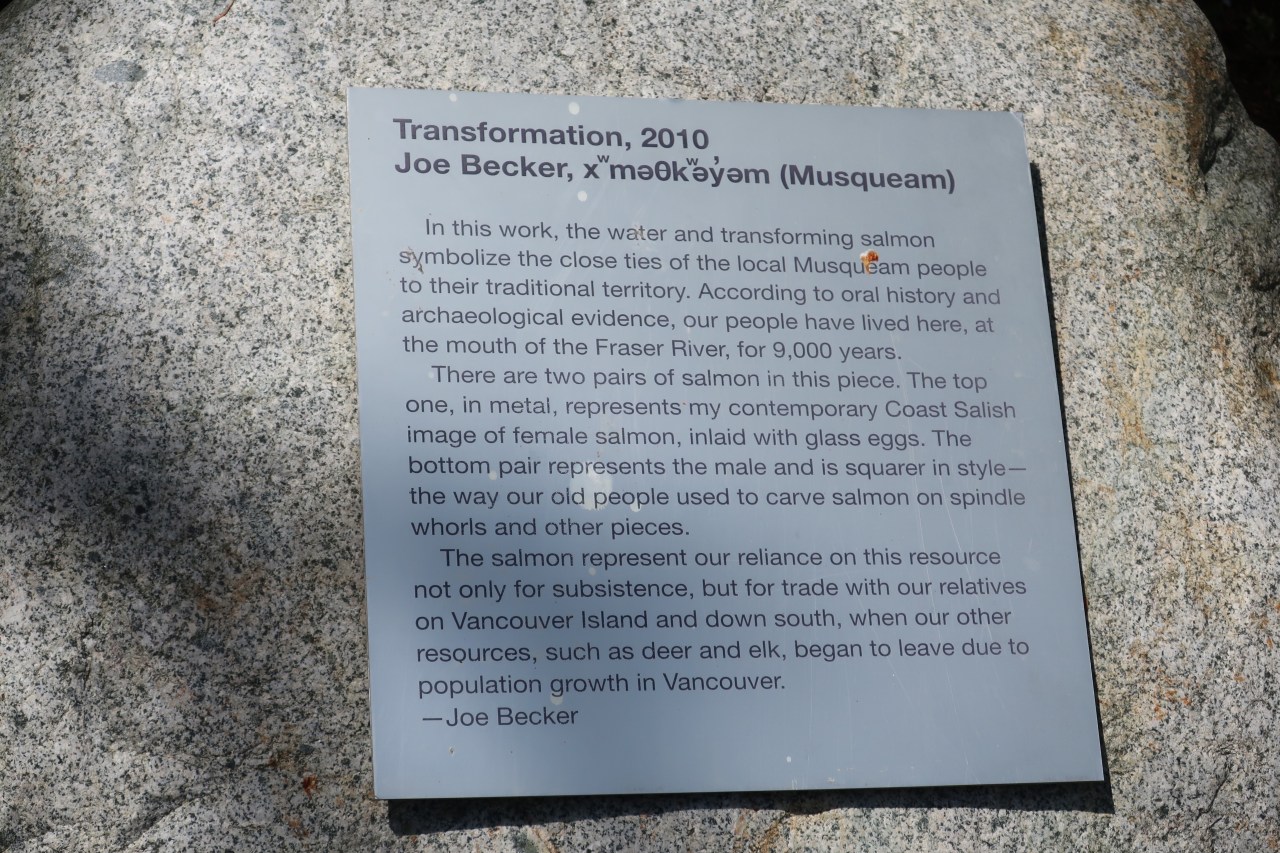 Transformation, 2010
Joe Becker, xʷməθkʷəy̓əm (Musqueam)
In this work, the water and transforming salmon
symbolize the close ties of the local Musqueam people
to their traditional territory. According to oral history and
archaeological evidence, our people have lived here, at
the mouth of the Fraser River, for 9,000 years.
There are two pairs of salmon in this piece. The top
one, in metal, represents my contemporary Coast Salish
image of female salmon, inlaid with glass eggs. The
bottom pair represents the male and is squarer in style—
the way our old people used to carve salmon on spindle
whorls and other pieces.
The salmon represent our reliance on this resource
not only for subsistence, but for trade with our relatives
on Vancouver Island and down south, when our other
resources, such as deer and elk, began to leave due to
population growth in Vancouver.
—Joe Becker